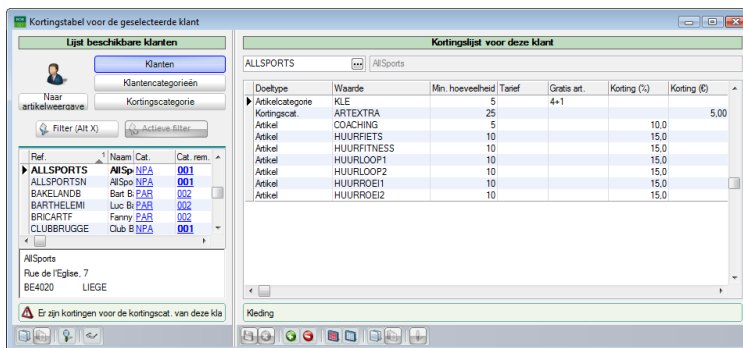 Kortingstabel voor de geselecteerde klant
Lijst beschikbare klanten
Klanten
Klantencategorieën
Naar artikelweergave
Kortingscategorie
Filter (Alt X)
Actieve filter
Ref. 1 Naam Cat. Cat. rem.
ALLSPORTS AllSp NPA 001
ALLSPORTSN AllSpo NPA 001
BAKELANDB Bart Ba PAR 002
BARTHELEMI Luc Ba PAR 002
BRICARTF Fanny PAR 002
CLUBBRUGGE Club B NPA 001
AllSports
Rue de l'Eglise, 7
BE4020 LIEGE
Er zijn kortingen voor de kortingscat. van deze kla
Kortingslijst voor deze klant
ALLSPORTS ... AllSports
Doeltype Waarde Min. hoeveelheid Tarief Gratis art. Korting (%) Korting (€)
Artikelcategorie KLE 5 4+1
Kortingscat. ARTEXTRA 25 5,00
Artikel COACHING 5 10,0
Artikel HUURFIETS 10 15,0
Artikel HUURFITNESS 10 15,0
Artikel HUURLOOP1 10 15,0
Artikel HUURLOOP2 10 15,0
Artikel HUURROEI1 10 15,0
Artikel HUURROEI2 10 15,0
Kleding